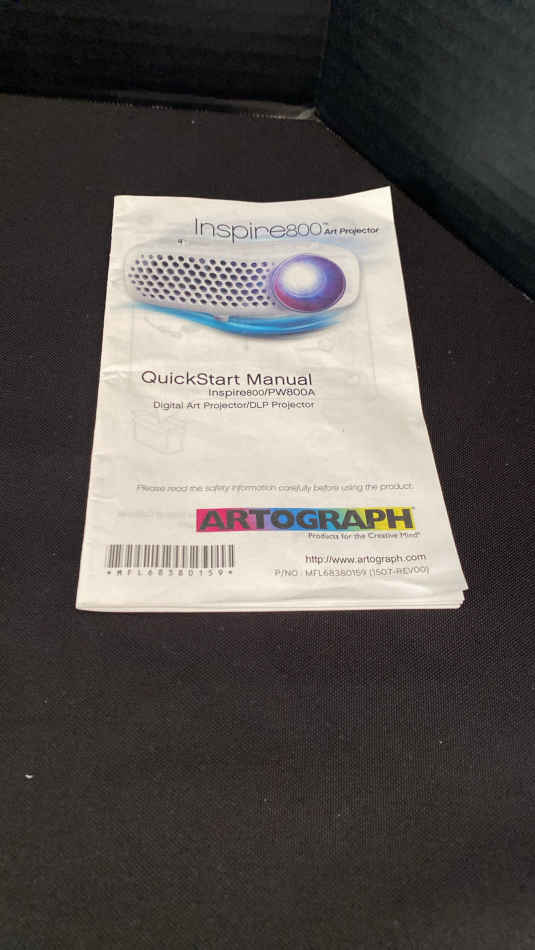 Inspire800™ Art Projector
QuickStart Manual
Inspire800/PW800A
Digital Art Projector/DLP Projector
Please read the safety information carefully before using the product.
ARTOGRAPH
Products for the Creative Mind®
http://www.artograph.com
*MFL68380159*
P/NO : MFL68380159 (1507-REV00)